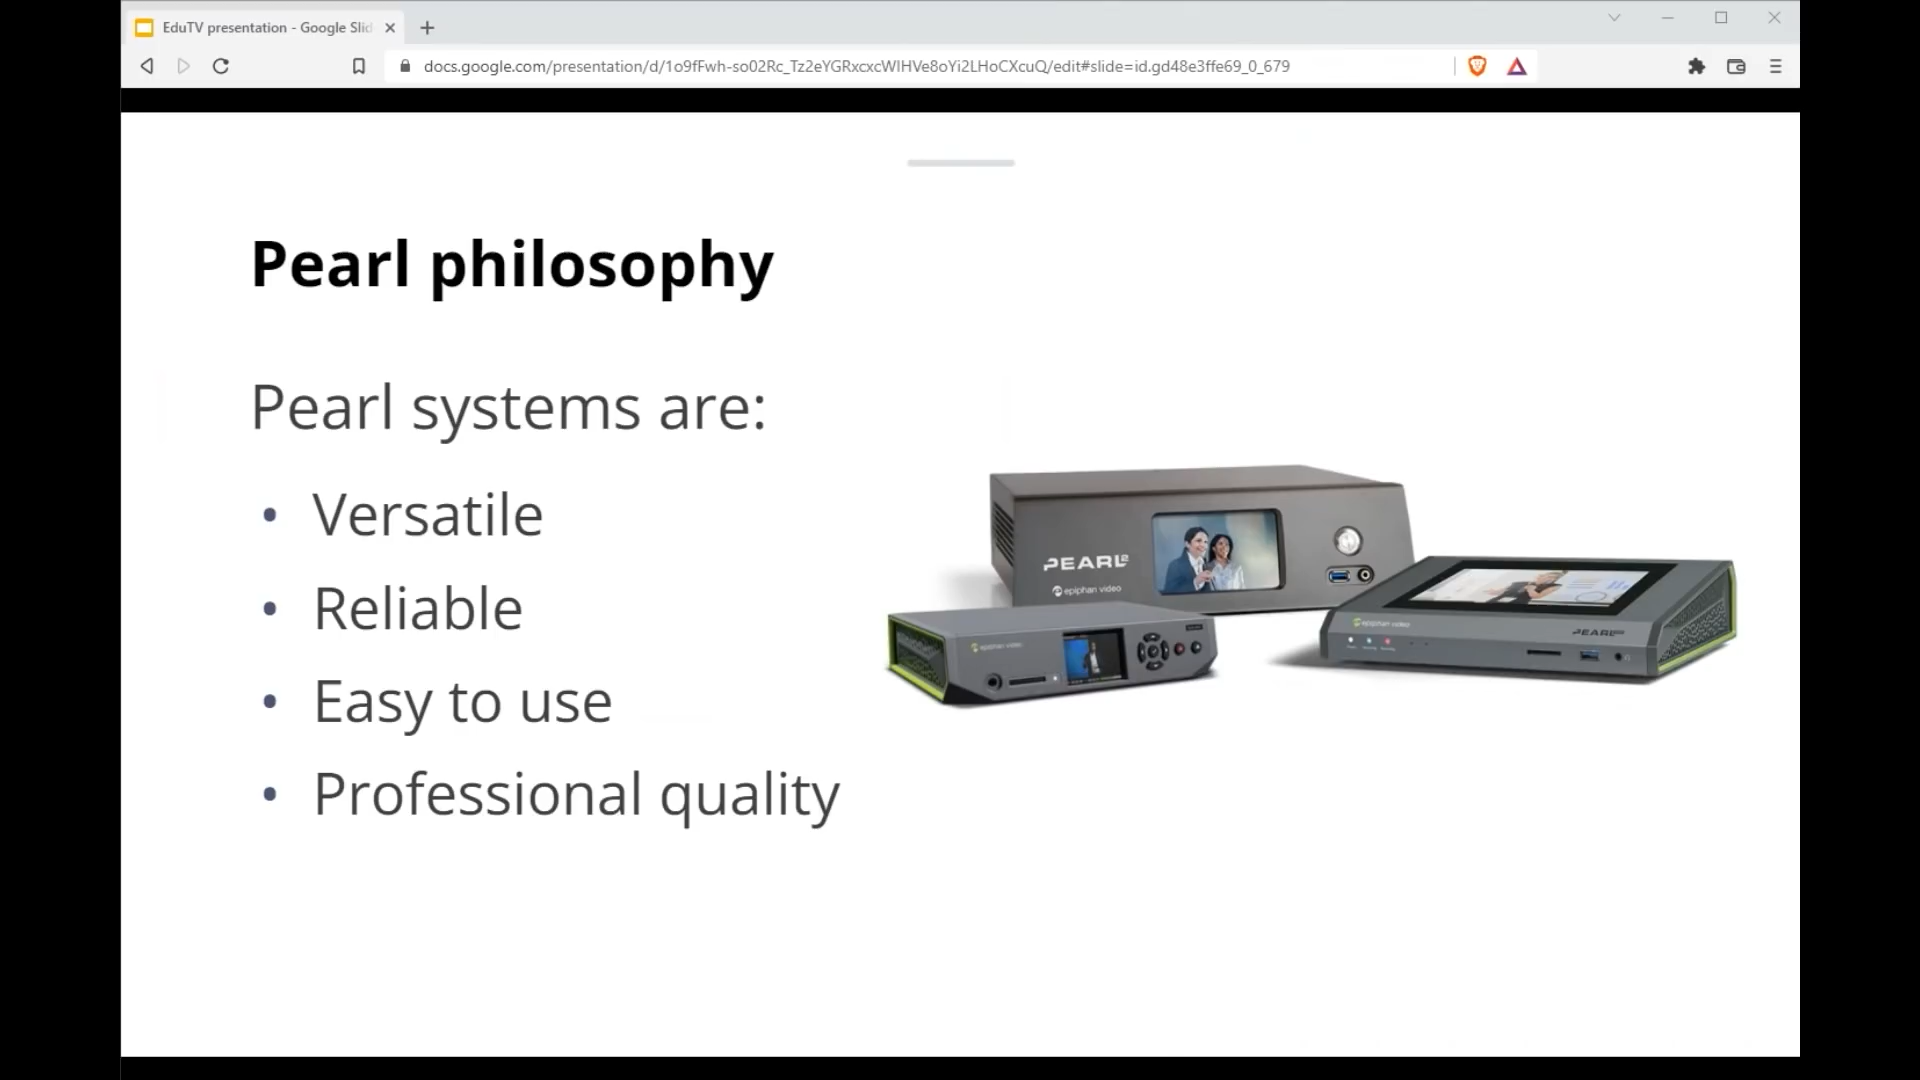 EduTV presentation - Google Slid
docs.google.com/presentation/d/1o9fFwh-so02Rc_Tz2eYGRxcxcWIHVe8oYi2LHoCXcuQ/edit#slide=id.gd48e3ffe69_0_679
Pearl philosophy
Pearl systems are:
• Versatile
• Reliable
• Easy to use
• Professional quality
PEARL2
epiphan video
epiphan video
epiphan video
PEARL